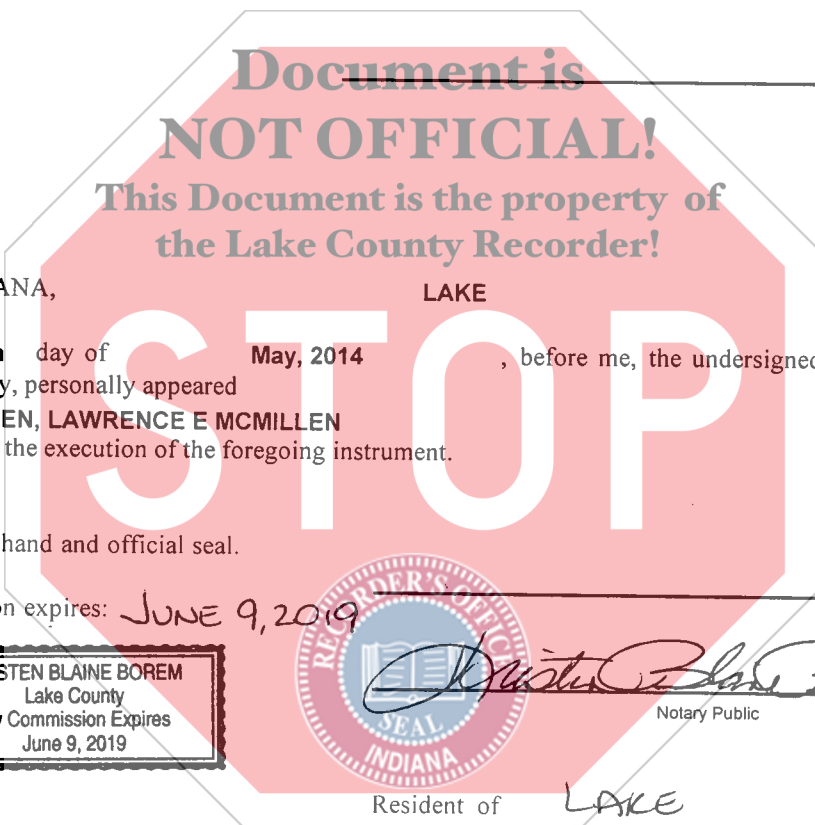 Document is
NOT OFFICIAL!
This Document is the property of
the Lake County Recorder!
ANA, LAKE
day of May, 2014 , before me, the undersigned
y, personally appeared
EN, LAWRENCE E MCMILLEN
the execution of the foregoing instrument.
STOP
hand and official seal.
n expires: JUNE 9, 2019
RECORDER'S OFFICE
SEAL
INDIANA
STEN BLAINE BOREM
Lake County
Commission Expires
June 9, 2019
Notary Public
Resident of LAKE